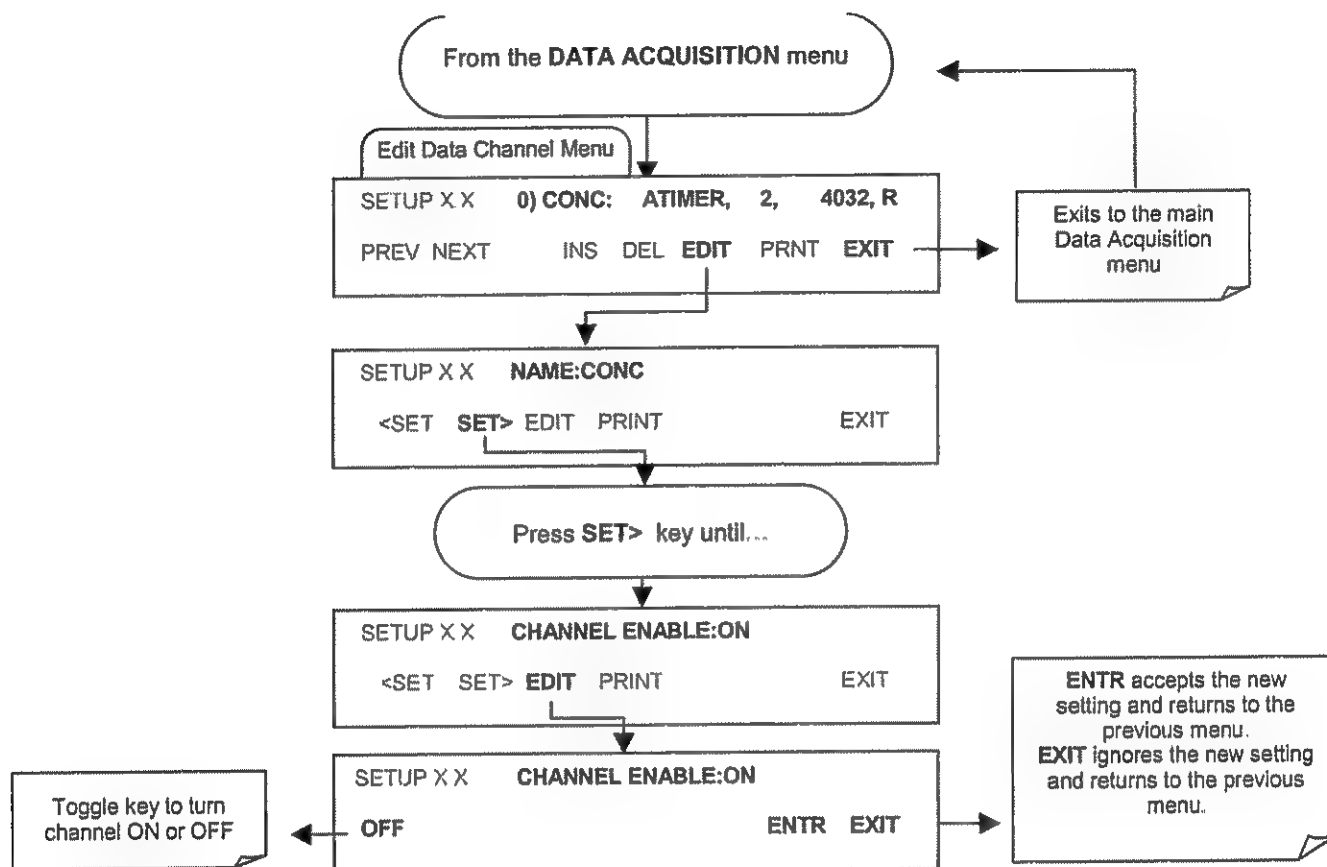 From the DATA ACQUISITION menu
Edit Data Channel Menu
SETUP X X 0) CONC: ATIMER, 2, 4032, R
PREV NEXT INS DEL EDIT PRNT EXIT
Exits to the main
Data Acquisition
menu
SETUP X X NAME:CONC
<SET SET> EDIT PRINT EXIT
Press SET> key until...
SETUP X X CHANNEL ENABLE:ON
<SET SET> EDIT PRINT EXIT
ENTR accepts the new
setting and returns to the
previous menu.
EXIT ignores the new setting
and returns to the previous
menu.
SETUP X X CHANNEL ENABLE:ON
OFF ENTR EXIT
Toggle key to turn
channel ON or OFF